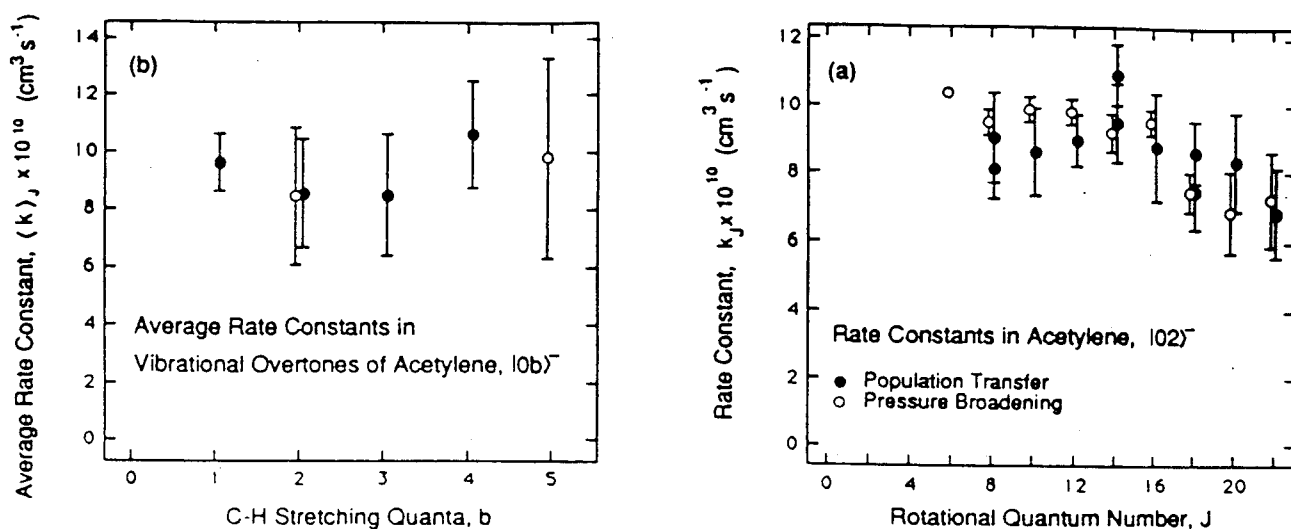 Average Rate Constant, ⟨k⟩J x 10^10 (cm^3 s^-1)
14
12
10
8
6
4
2
0
(b)
Average Rate Constants in
Vibrational Overtones of Acetylene, |0b⟩^-
0 1 2 3 4 5
C-H Stretching Quanta, b
Rate Constant, kJ x 10^10 (cm^3 s^-1)
12
10
8
6
4
2
0
(a)
Rate Constants in Acetylene, |02⟩^-
● Population Transfer
○ Pressure Broadening
0 4 8 12 16 20
Rotational Quantum Number, J